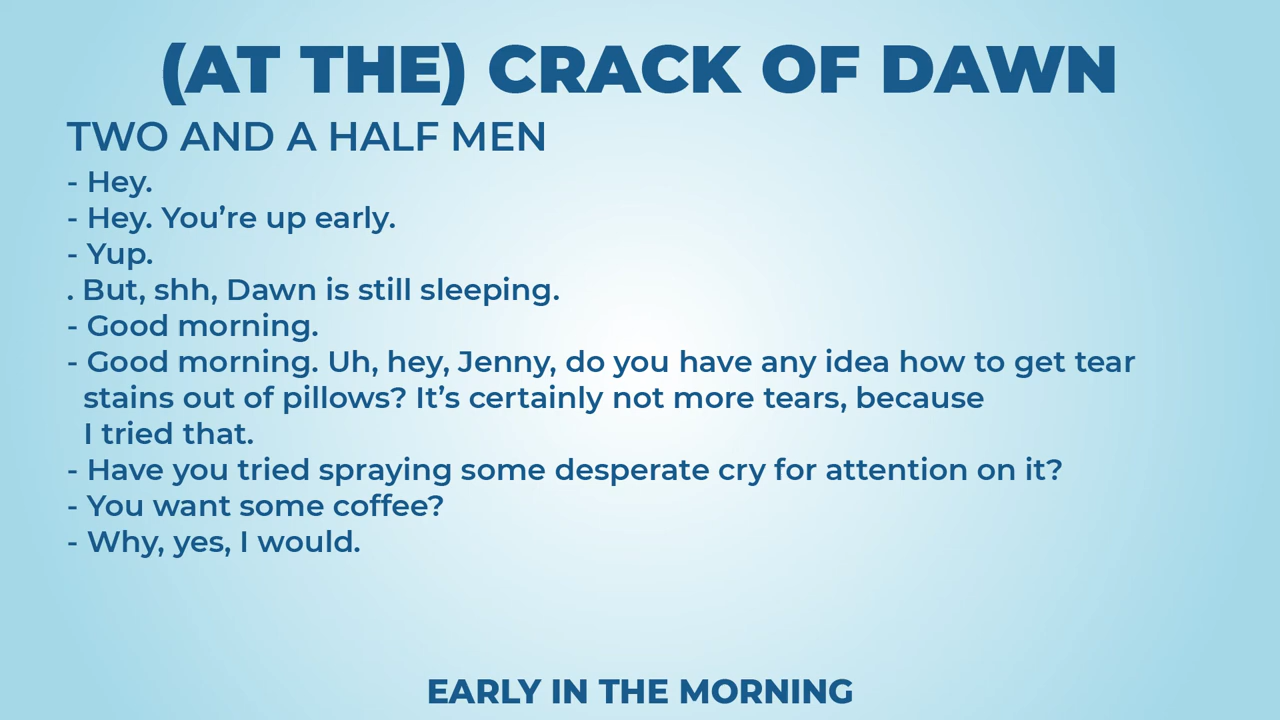 (AT THE) CRACK OF DAWN
TWO AND A HALF MEN
- Hey.
- Hey. You’re up early.
- Yup.
. But, shh, Dawn is still sleeping.
- Good morning.
- Good morning. Uh, hey, Jenny, do you have any idea how to get tear
stains out of pillows? It’s certainly not more tears, because
I tried that.
- Have you tried spraying some desperate cry for attention on it?
- You want some coffee?
- Why, yes, I would.
EARLY IN THE MORNING